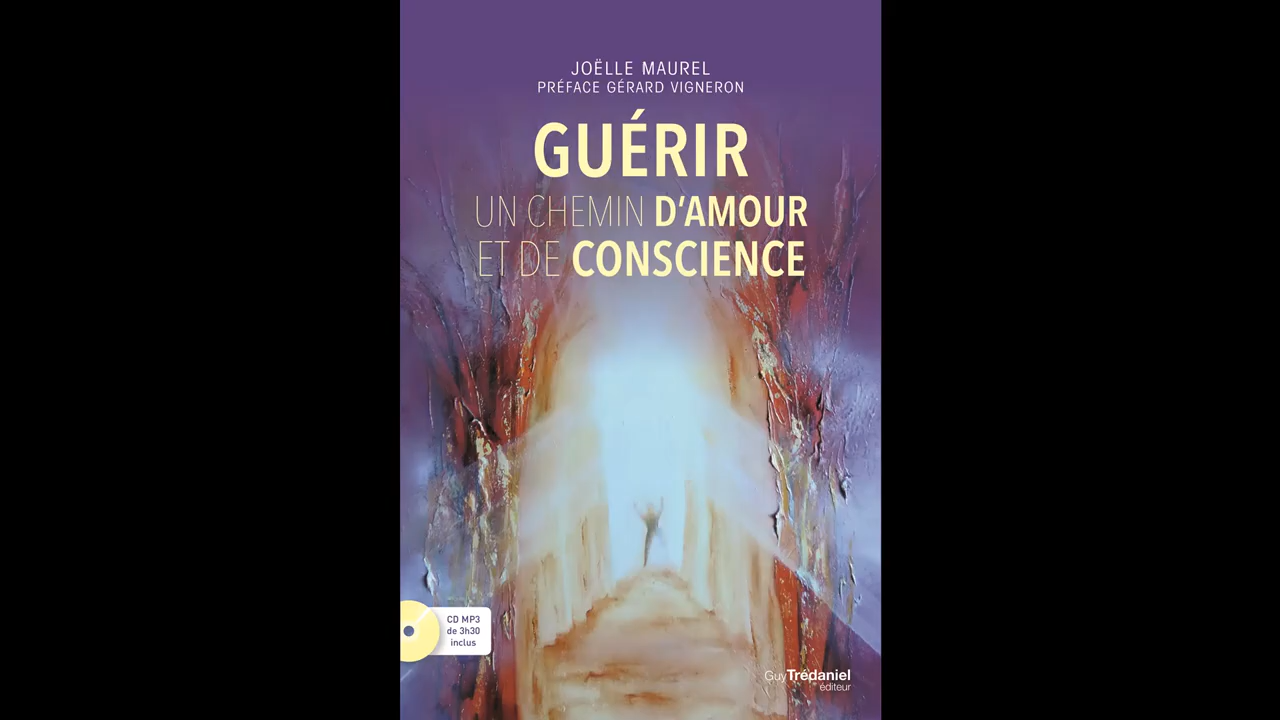 JOËLLE MAUREL
PRÉFACE GÉRARD VIGNERON
GUÉRIR
UN CHEMIN D'AMOUR
ET DE CONSCIENCE
CD MP3
de 3h30
inclus
GuyTrédaniel
éditeur